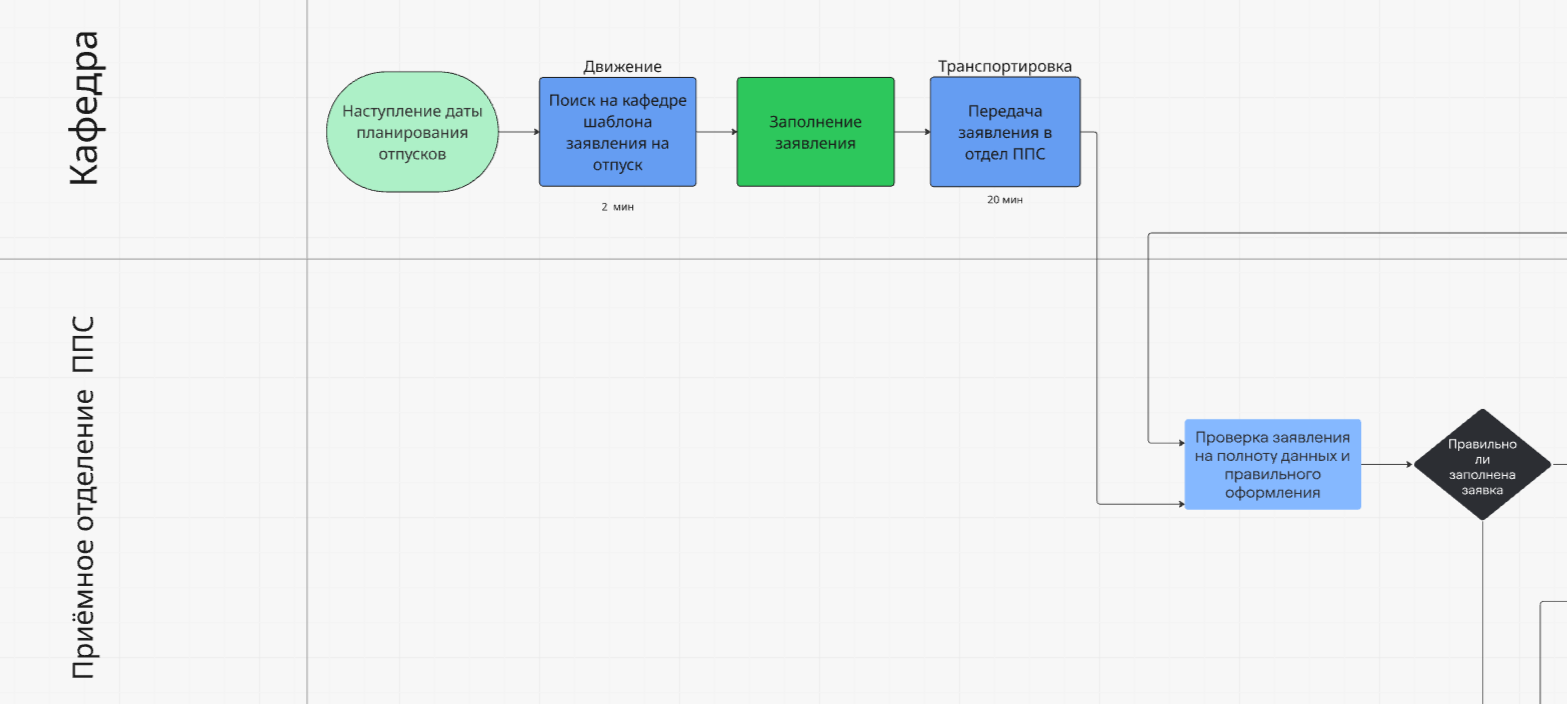 Кафедра
Наступление даты
планирования
отпусков
Движение
Поиск на кафедре
шаблона
заявления на
отпуск
2 мин
Заполнение
заявления
Транспортировка
Передача
заявления в
отдел ППС
20 мин
Приёмное отделение ППС
Проверка заявления
на полноту данных и
правильного
оформления
Правильно
ли
заполнена
заявка